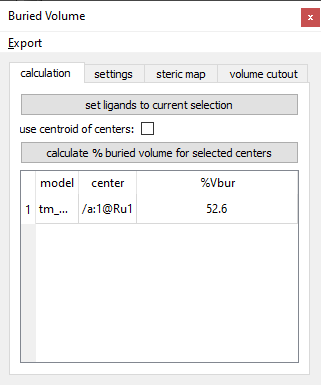 Buried Volume
x
Export
calculation settings steric map volume cutout
set ligands to current selection
use centroid of centers:
calculate % buried volume for selected centers
model center %Vbur
1 tm_... /a:1@Ru1 52.6